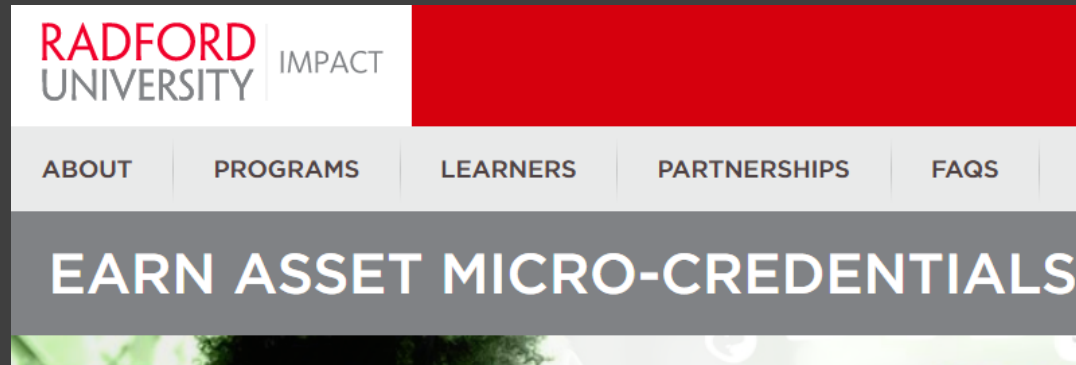 RADFORD
UNIVERSITY
IMPACT
ABOUT PROGRAMS LEARNERS PARTNERSHIPS FAQS
EARN ASSET MICRO-CREDENTIALS